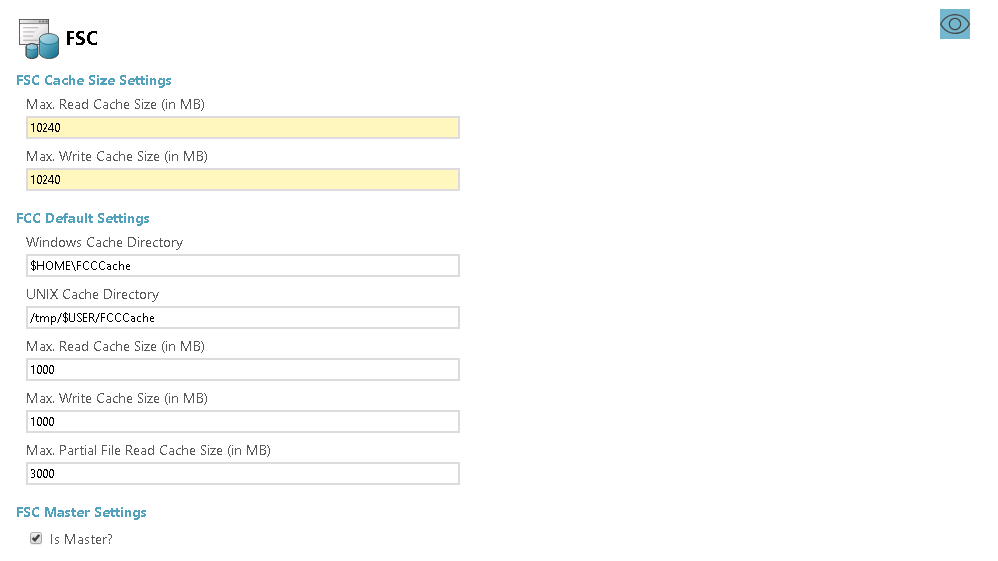 FSC
FSC Cache Size Settings
Max. Read Cache Size (in MB)
10240
Max. Write Cache Size (in MB)
10240
FCC Default Settings
Windows Cache Directory
$HOME\FCCCache
UNIX Cache Directory
/tmp/$USER/FCCCache
Max. Read Cache Size (in MB)
1000
Max. Write Cache Size (in MB)
1000
Max. Partial File Read Cache Size (in MB)
3000
FSC Master Settings
Is Master?